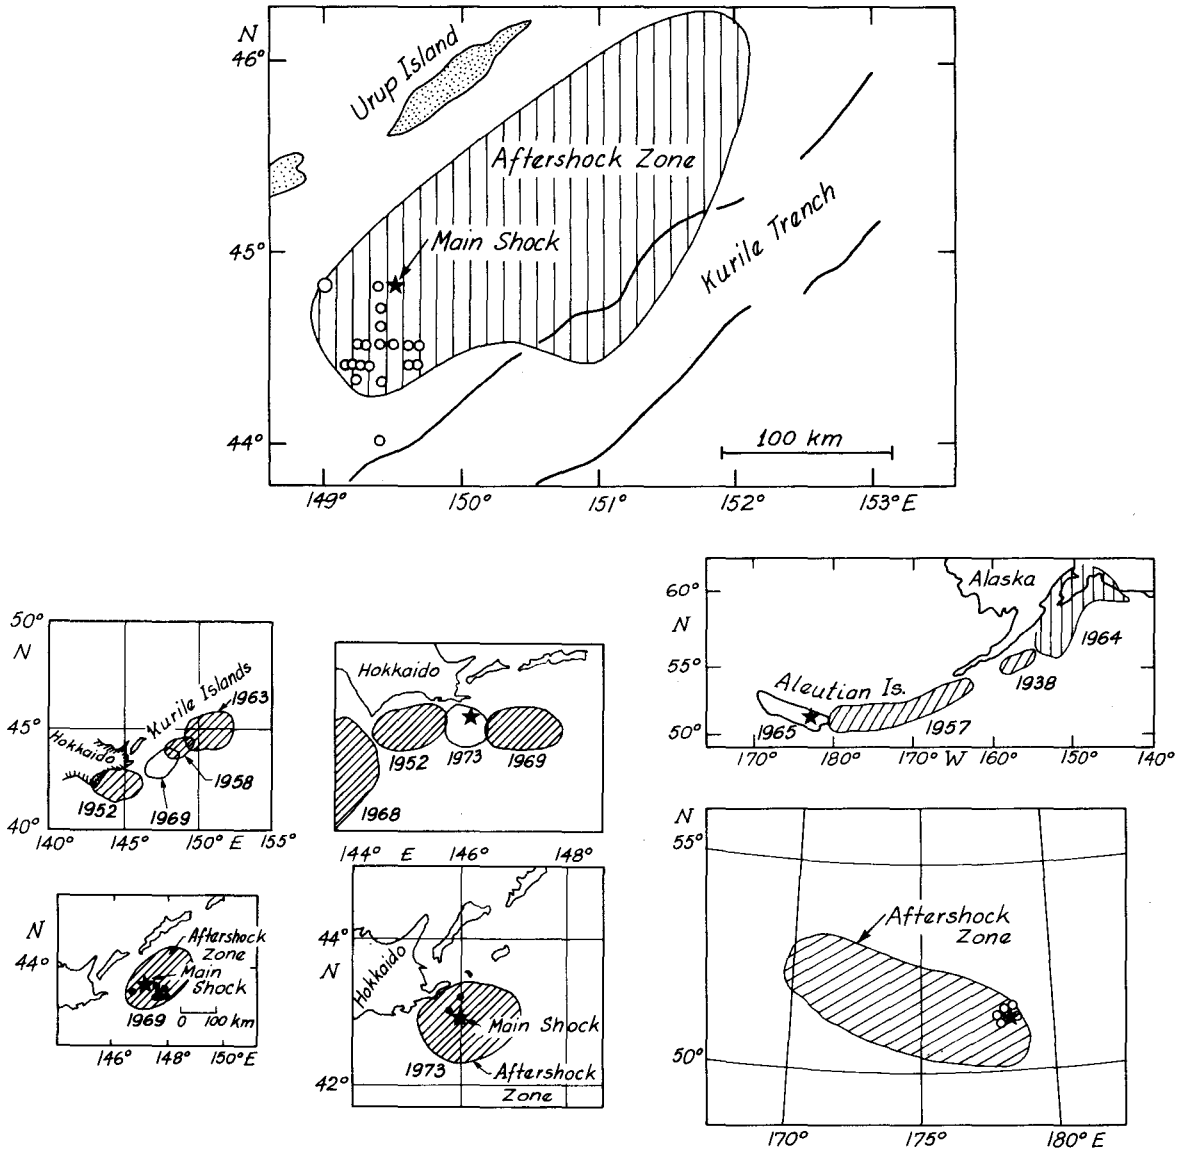 N
46°
45°
44°
Urup Island
Aftershock Zone
Main Shock
Kurile Trench
100 km
149°
150°
151°
152°
153°E
50°
N
45°
40°
Kurile Islands
1963
Hokkaido
1958
1952
1969
140°
145°
150°E
155°
Hokkaido
1952
1973
1969
1968
Alaska
60°
N
55°
50°
1964
1938
Aleutian Is.
1965
1957
170°
180°
170°W
160°
150°
140°
N
44°
Aftershock
Zone
Main
Shock
1969
0 100 km
146°
148°
150°E
144° E 146° 148°
44°
N
42°
Hokkaido
Main Shock
1973
Aftershock
Zone
N
55°
50°
Aftershock
Zone
170°
175°
180°E